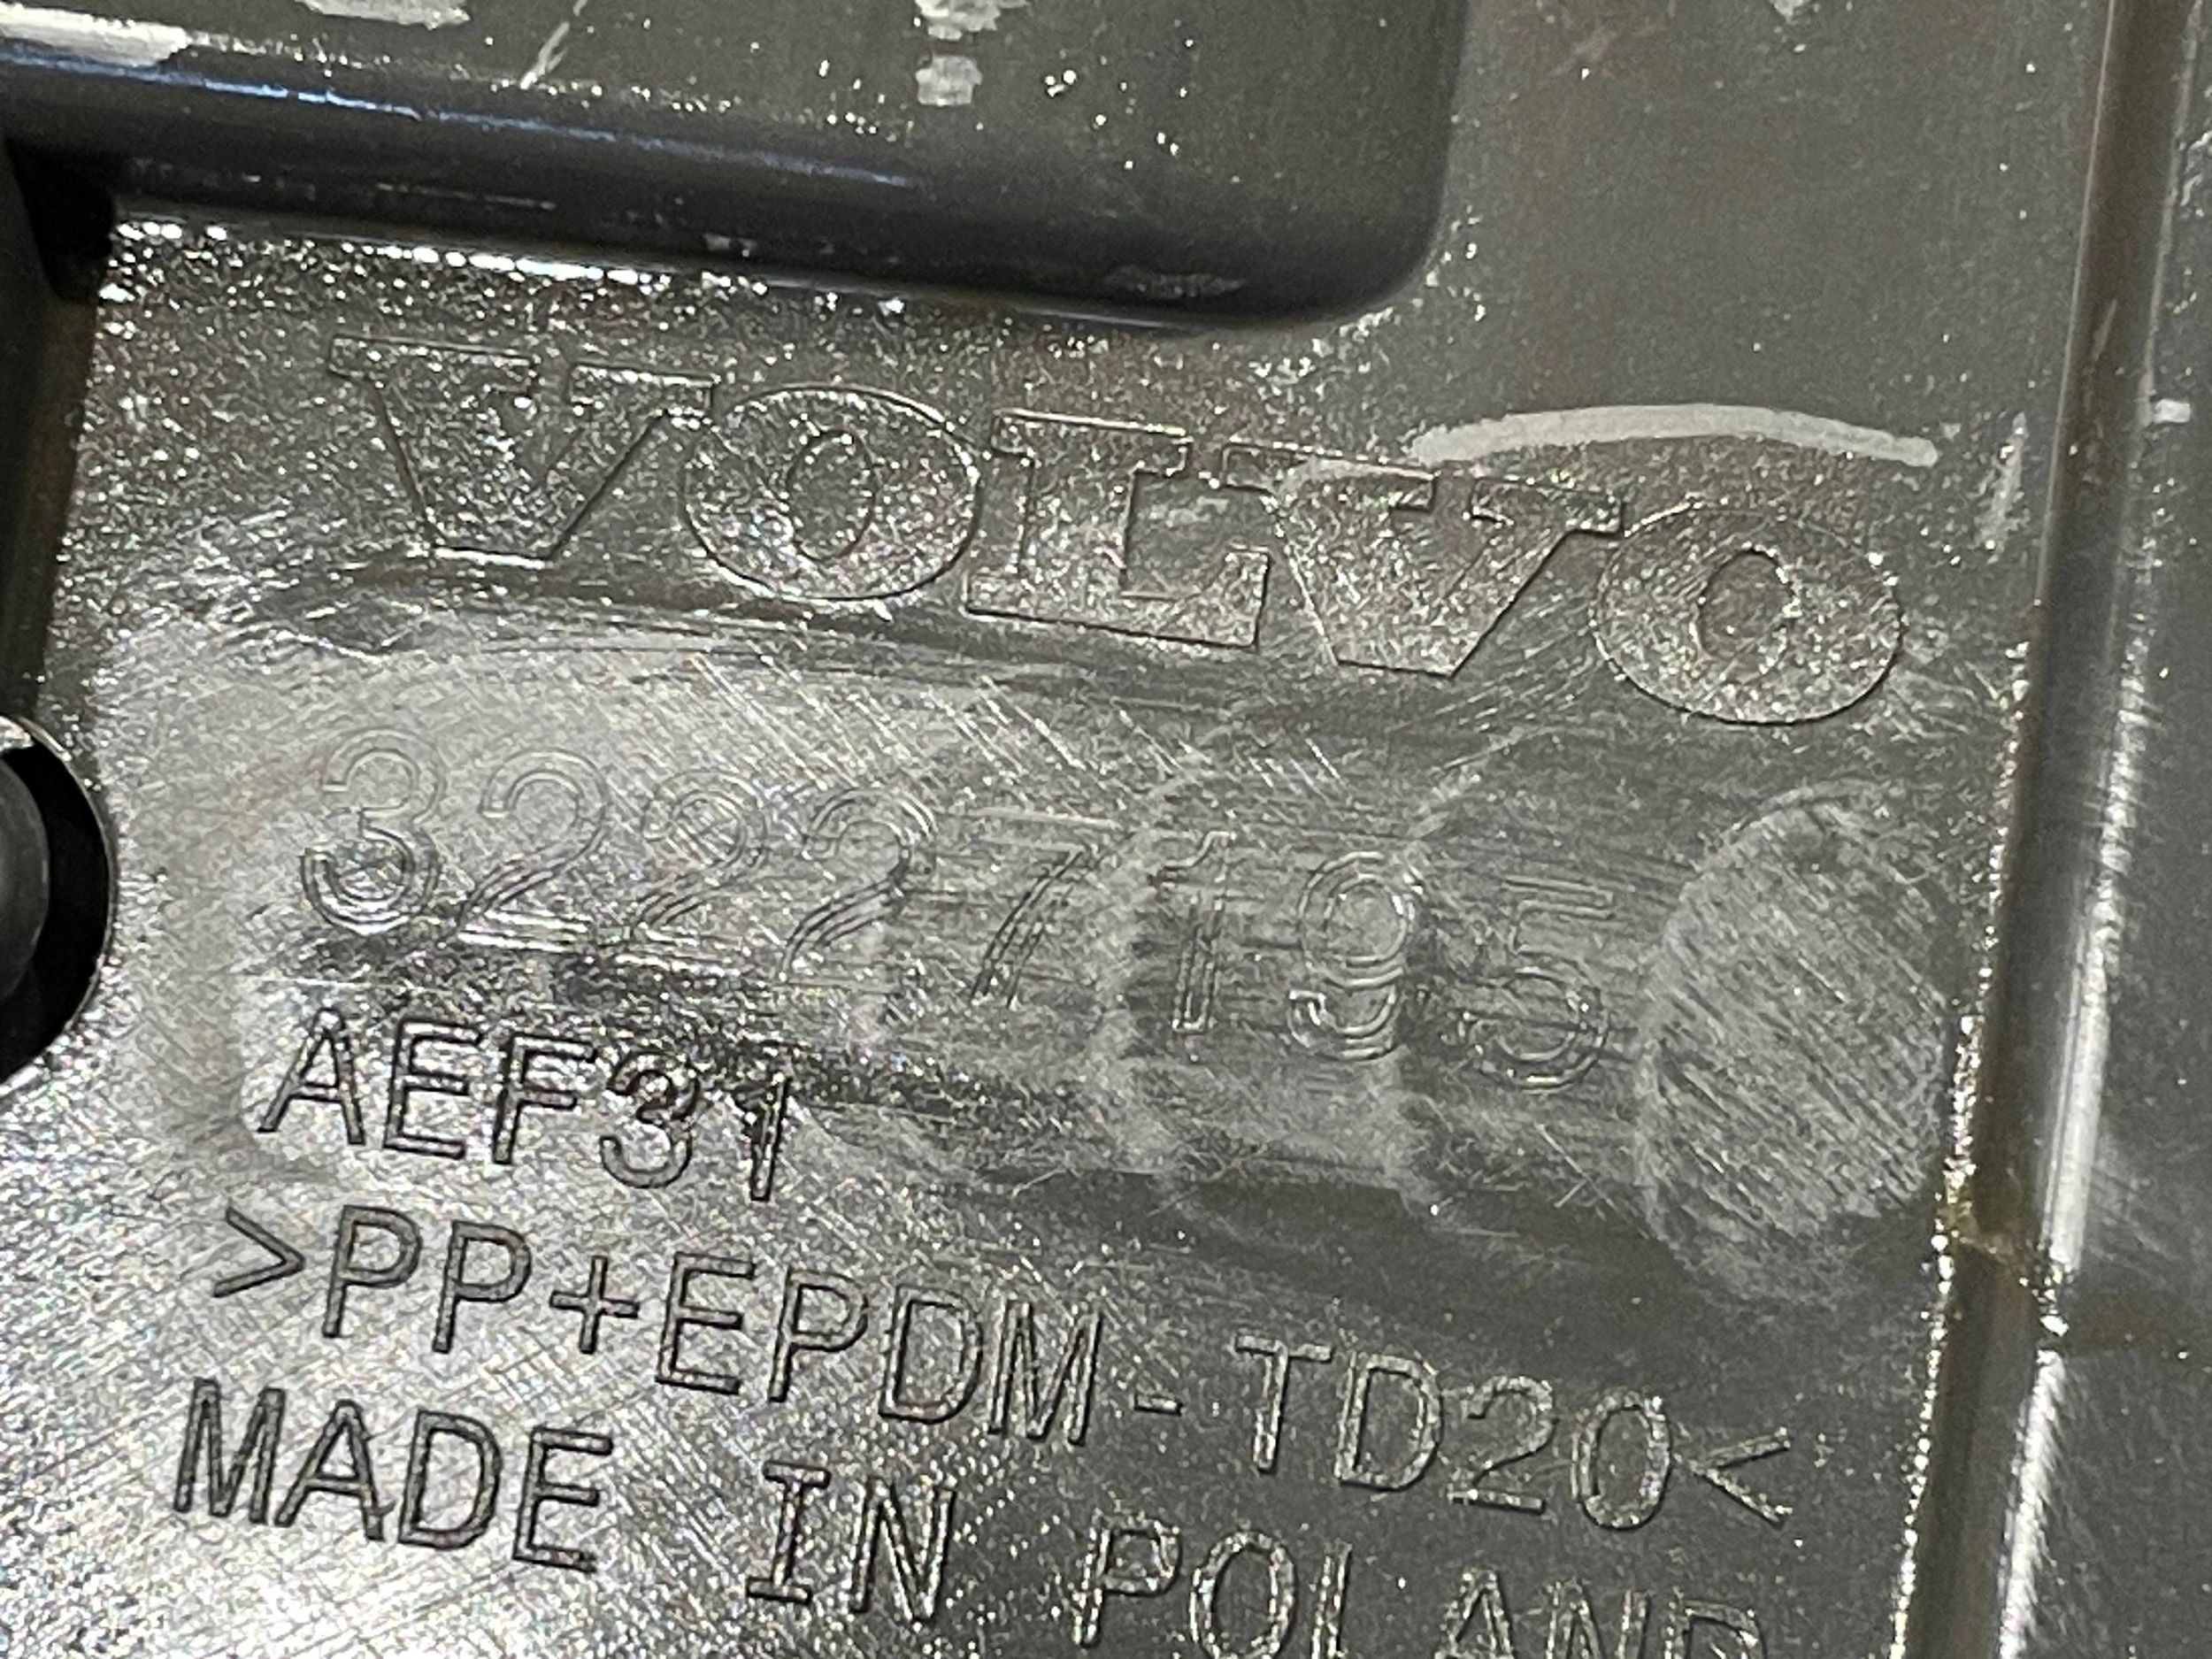 VOLVO
32227195
AEF31
>PP+EPDM-TD20<
MADE IN POLAND